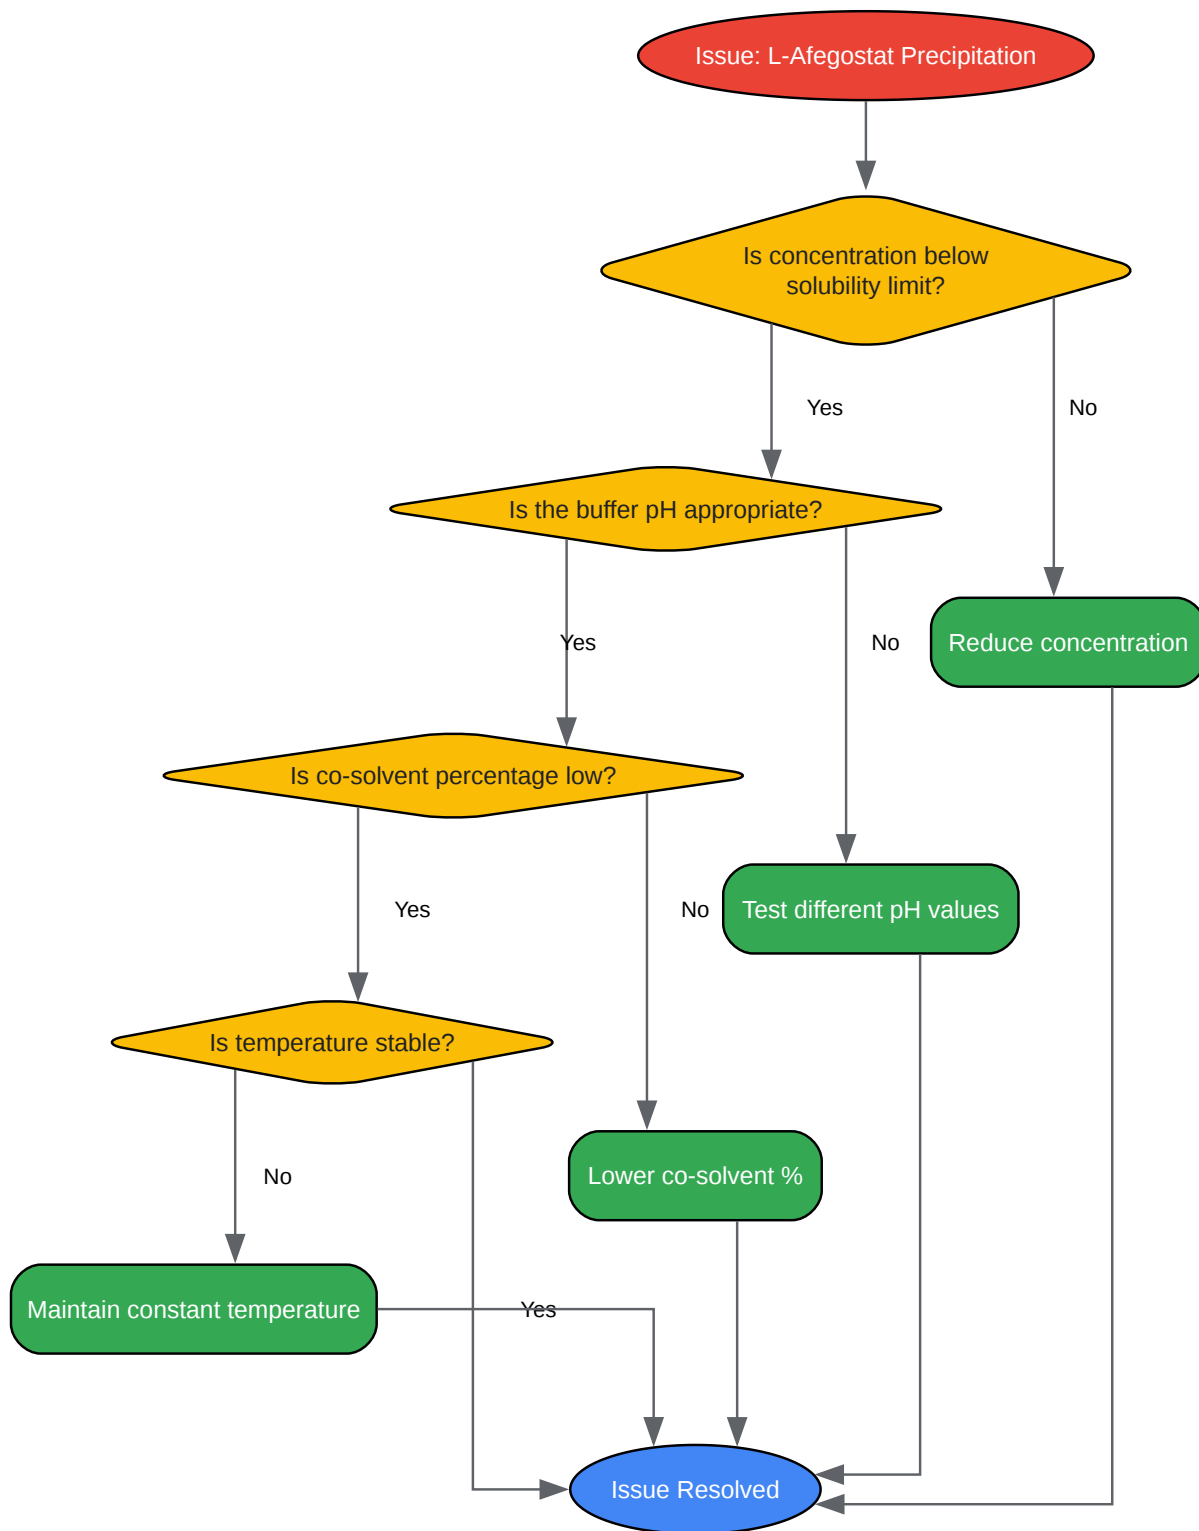 Issue: L-Afegostat Precipitation
Is concentration below
solubility limit?
Yes
No
Is the buffer pH appropriate?
Yes
No
Reduce concentration
Is co-solvent percentage low?
Yes
No
Test different pH values
Is temperature stable?
No
Lower co-solvent %
Maintain constant temperature
Yes
Issue Resolved